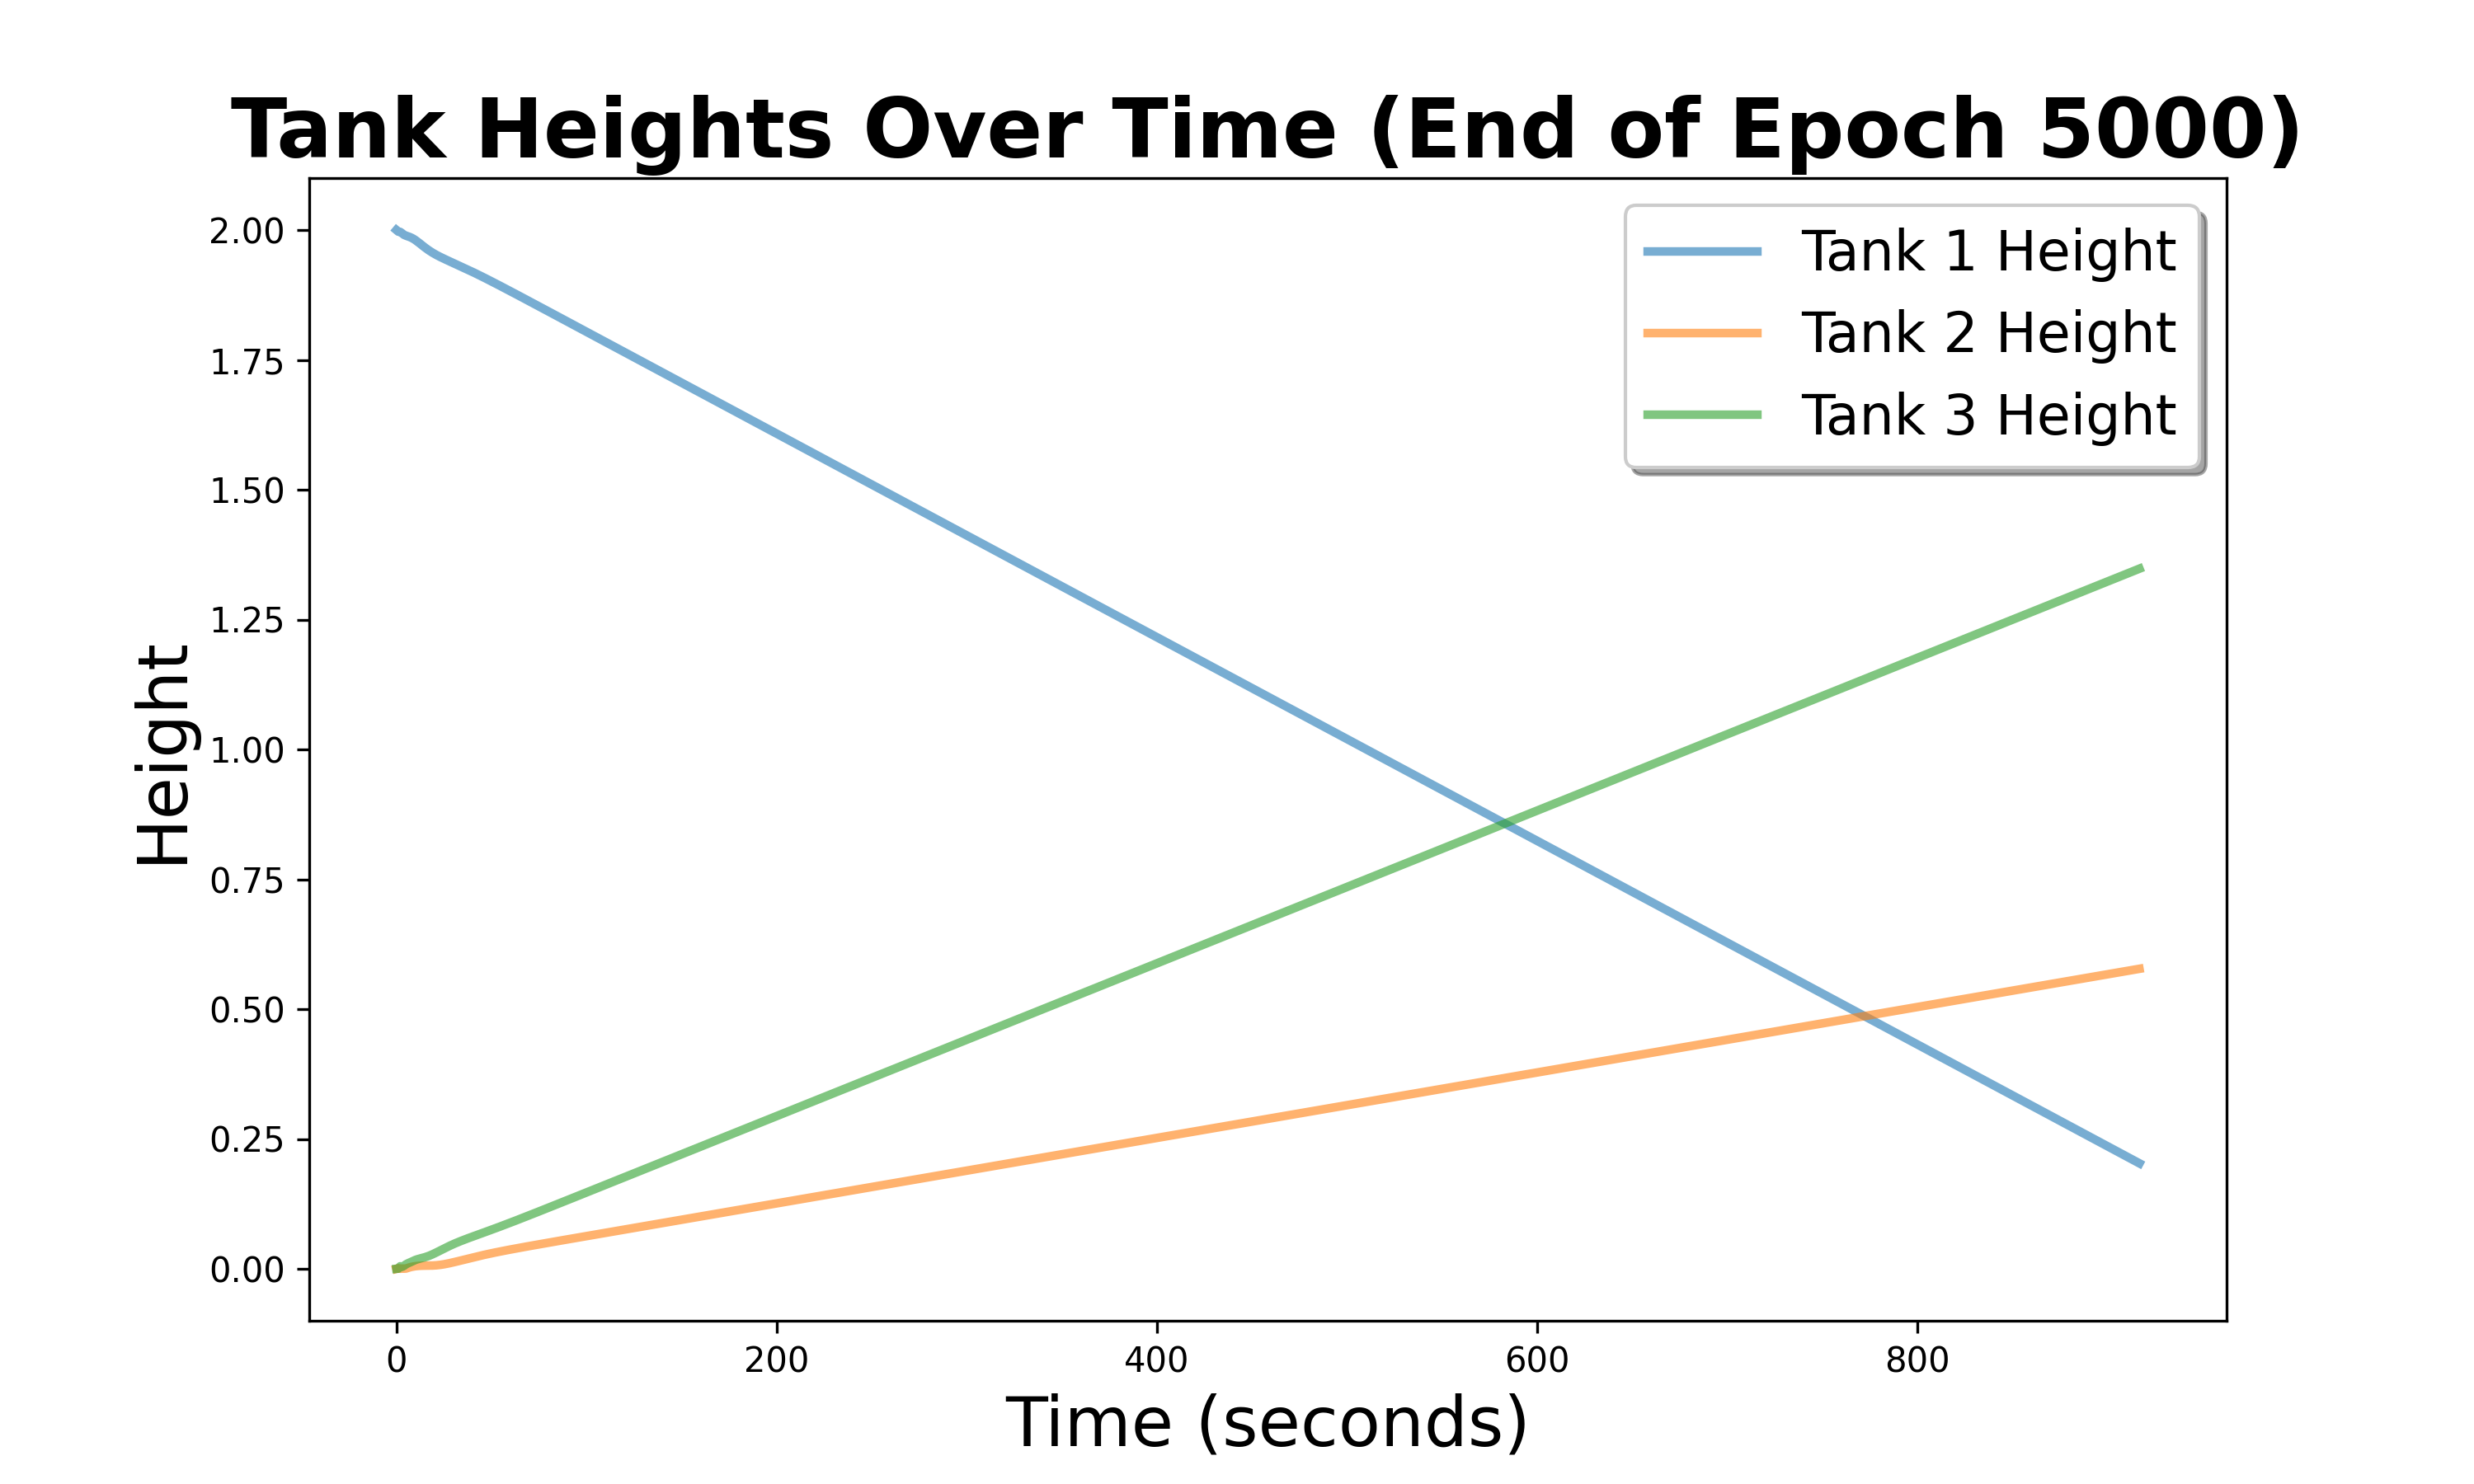 Tank Heights Over Time (End of Epoch 5000)
Tank 1 Height
Tank 2 Height
Tank 3 Height
Height
2.00
1.75
1.50
1.25
1.00
0.75
0.50
0.25
0.00
0 200 400 600 800
Time (seconds)